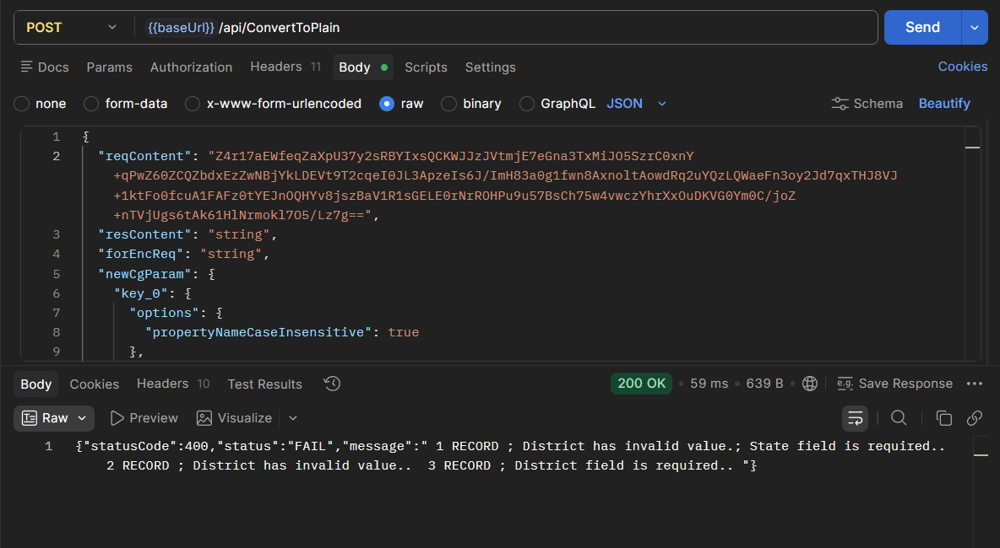 POST {{baseUrl}} /api/ConvertToPlain Send
Docs Params Authorization Headers 11 Body Scripts Settings Cookies
none form-data x-www-form-urlencoded raw binary GraphQL JSON Schema Beautify
1 {
2 "reqContent": "Z4r17aEWfeqZaXpU37y2sRBYIxsQCKWJJzJVtmjE7eGna3TxMiJO5SzrC0xnY
+qPwZ60ZCQZbdxEzZwNBjYkLDEVt9T2cqeI0JL3ApzeIs6J/ImH83a0g1fwn8AxnoltAowdRq2uYQzLQWaeFn3oy2Jd7qxTHJ8VJ
+1ktFo0fcuA1FAFz0tYEJnOQHYv8jszBaV1R1sGELE0rNrROHPu9u57BsCh75w4vwczYhrXxOuDKVG0Ym0C/joZ
+nTVjUgs6tAk61HlNrmokl7O5/Lz7g==",
3 "resContent": "string",
4 "forEncReq": "string",
5 "newCgParam": {
6 "key_0": {
7 "options": {
8 "propertyNameCaseInsensitive": true
9 },
Body Cookies Headers 10 Test Results 200 OK 59 ms 639 B e.g. Save Response
Raw Preview Visualize
1 {"statusCode":400,"status":"FAIL","message":" 1 RECORD ; District has invalid value.; State field is required..
2 RECORD ; District has invalid value.. 3 RECORD ; District field is required.. "}